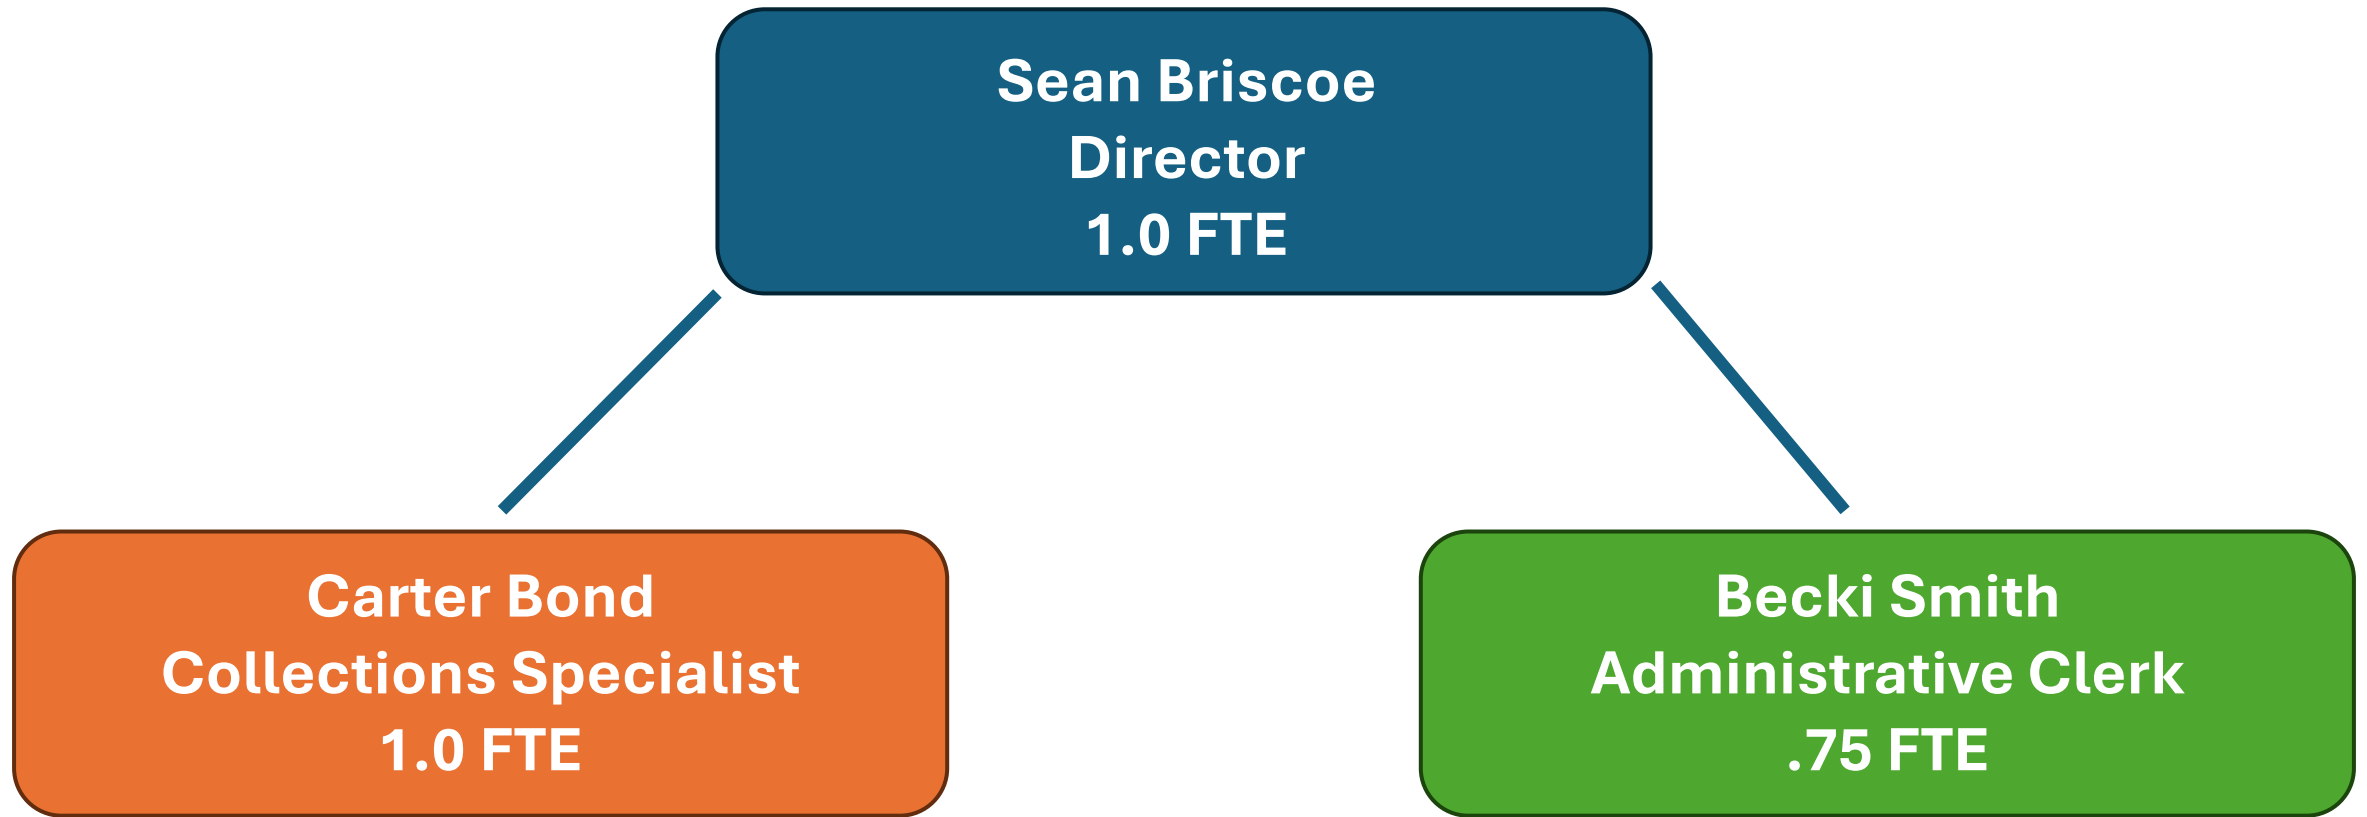 Sean Briscoe
Director
1.0 FTE
Carter Bond
Collections Specialist
1.0 FTE
Becki Smith
Administrative Clerk
.75 FTE